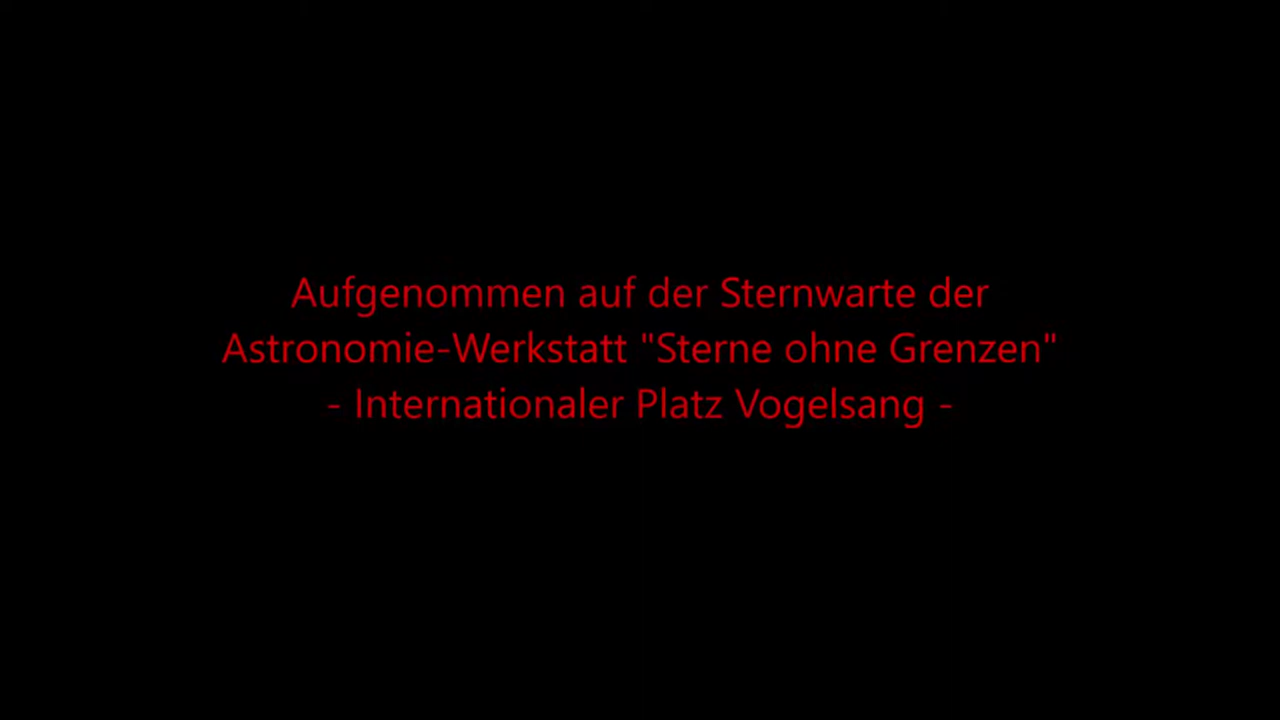 Aufgenommen auf der Sternwarte der
Astronomie-Werkstatt "Sterne ohne Grenzen"
- Internationaler Platz Vogelsang -